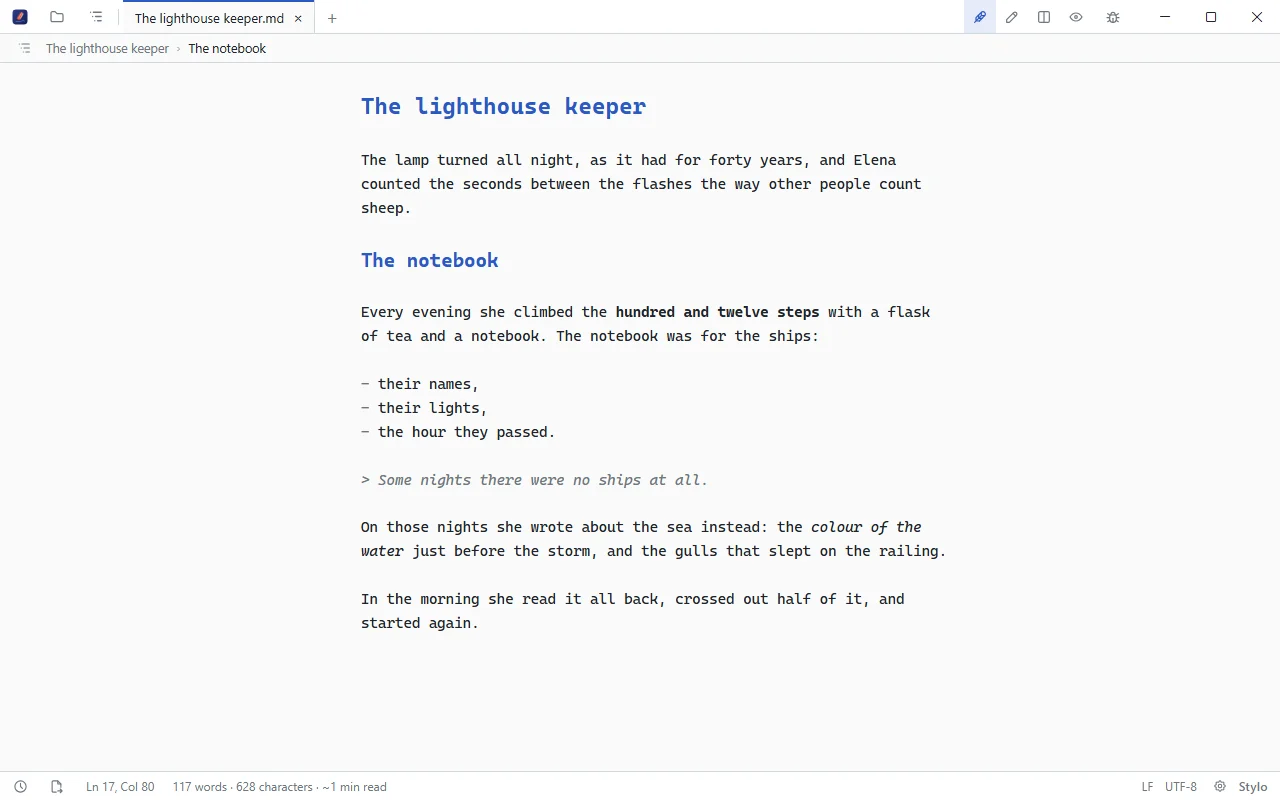 The lighthouse keeper.md × +
The lighthouse keeper › The notebook
The lighthouse keeper
The lamp turned all night, as it had for forty years, and Elena
counted the seconds between the flashes the way other people count
sheep.
The notebook
Every evening she climbed the hundred and twelve steps with a flask
of tea and a notebook. The notebook was for the ships:
– their names,
– their lights,
– the hour they passed.
> Some nights there were no ships at all.
On those nights she wrote about the sea instead: the colour of the
water just before the storm, and the gulls that slept on the railing.
In the morning she read it all back, crossed out half of it, and
started again.
Ln 17, Col 80 117 words · 628 characters · ~1 min read LF UTF-8 Stylo